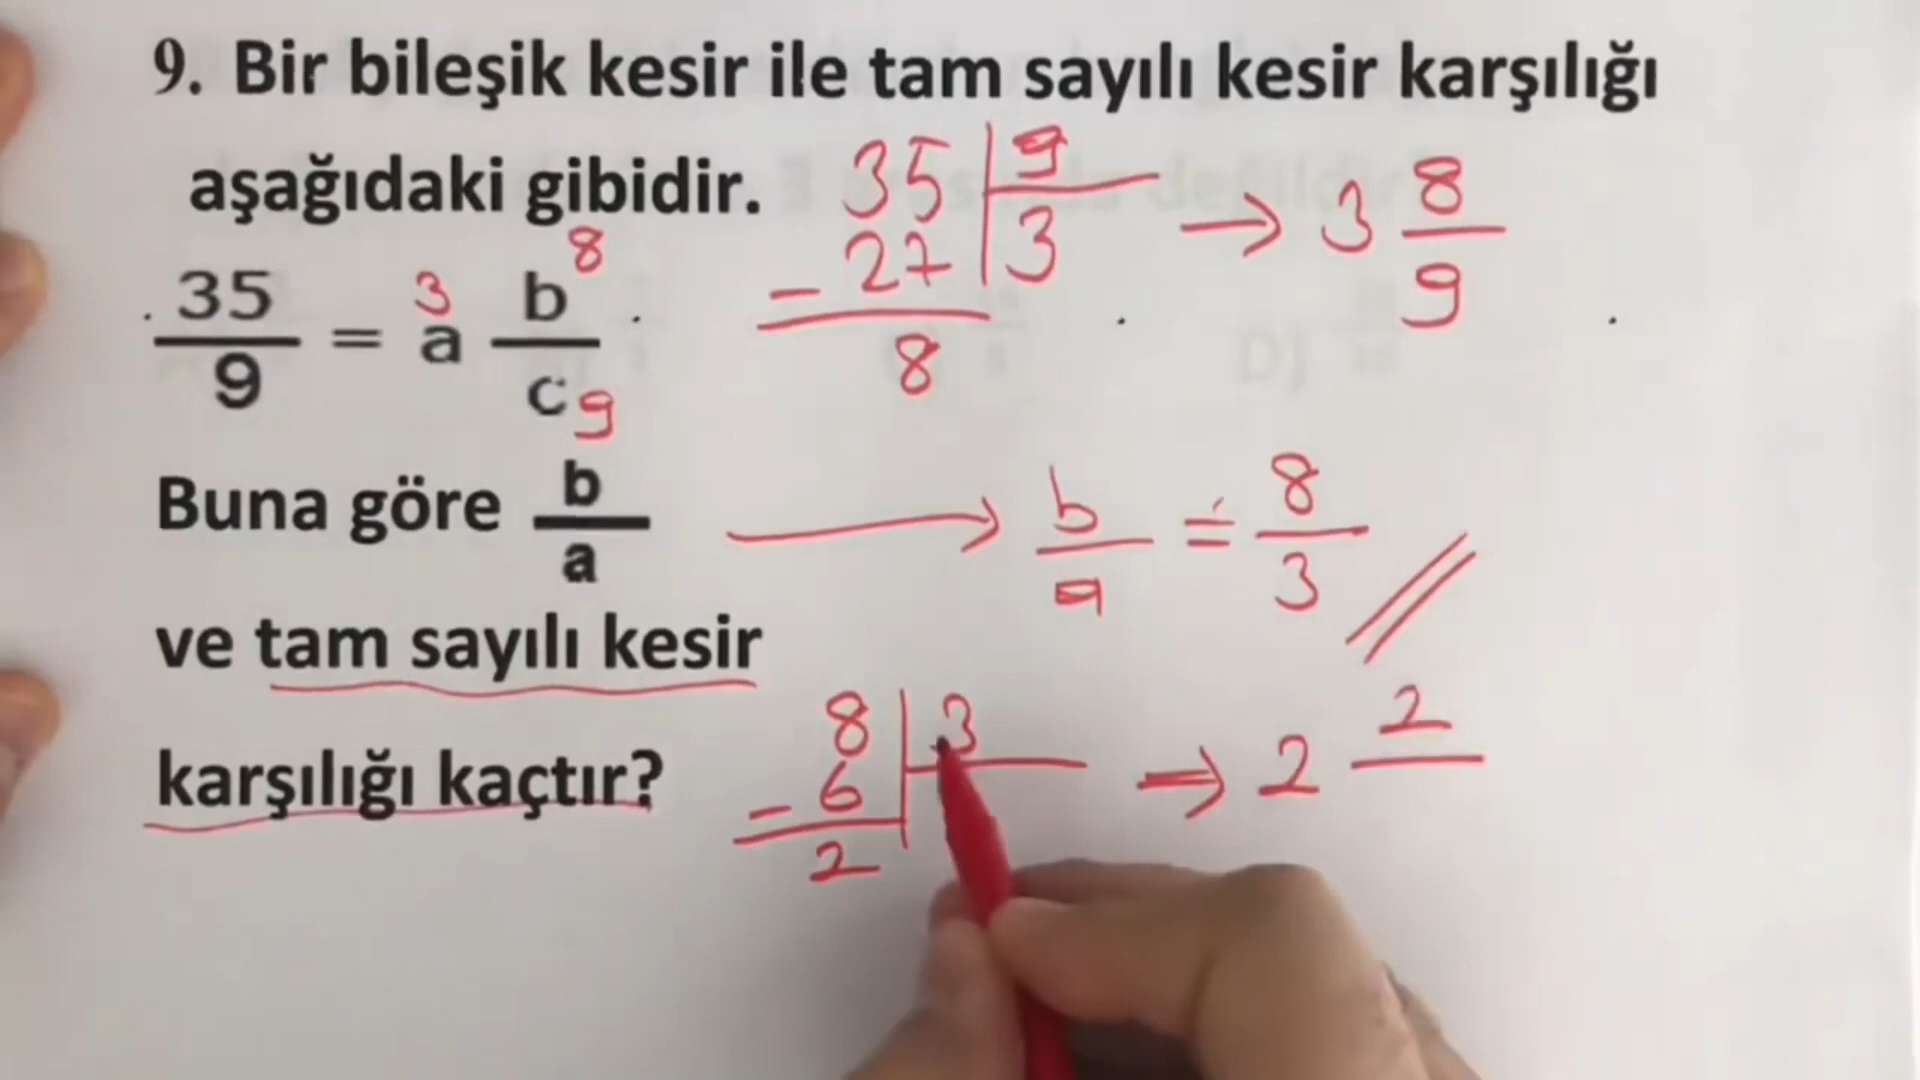 9. Bir bileşik kesir ile tam sayılı kesir karşılığı
aşağıdaki gibidir.
35/9 = a b/c
3 8 9
35 | 9
- 27 | 3
8
→ 3 8/9
Buna göre b/a
→ b/a = 8/3
ve tam sayılı kesir
karşılığı kaçtır?
8 | 3
- 6
2
→ 2 2/